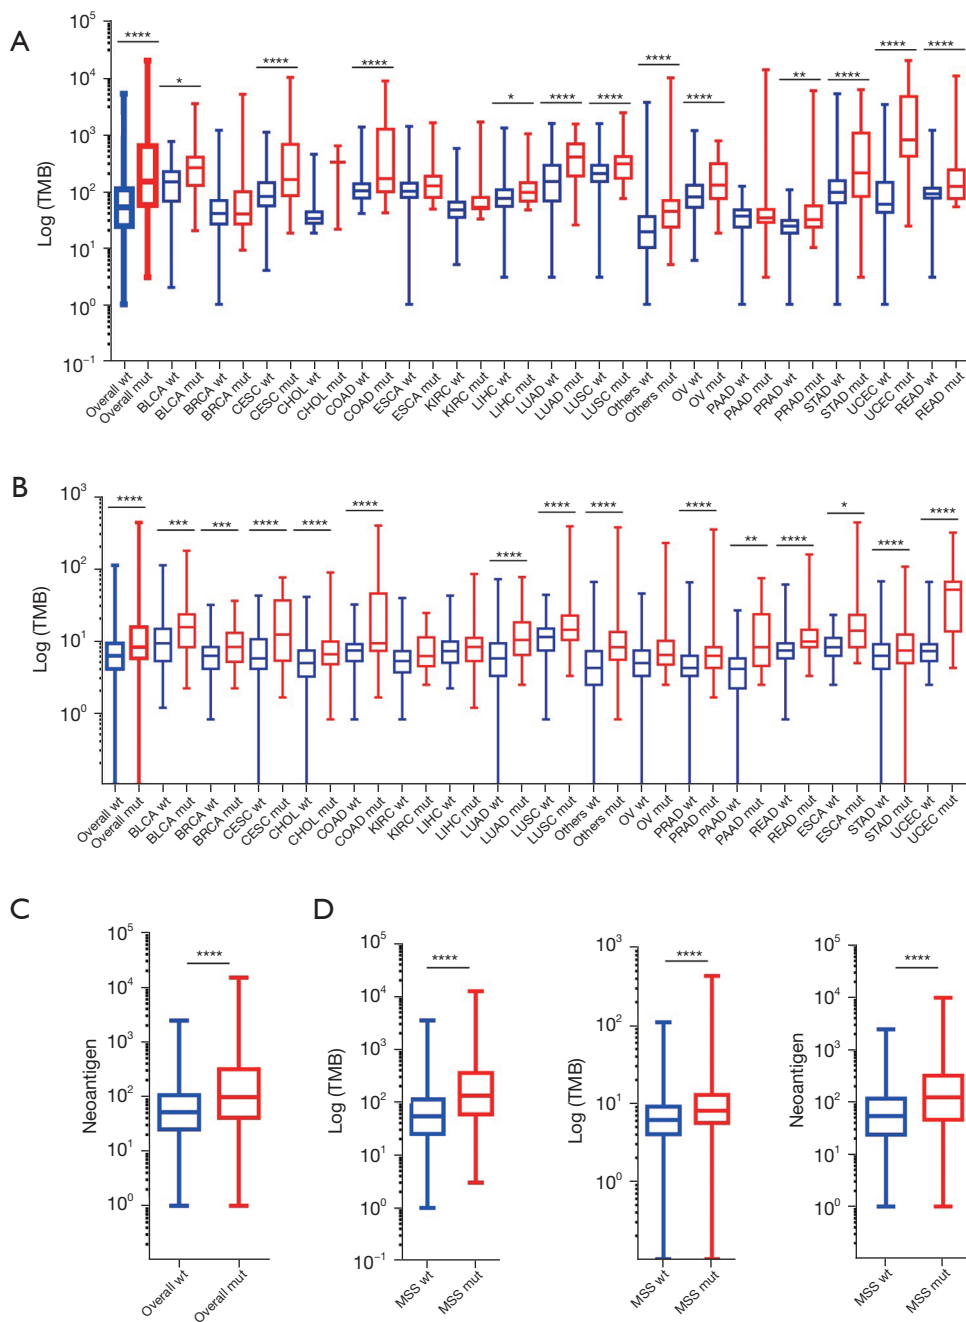 A
Log (TMB)
10^5
10^4
10^3
10^2
10^1
10^0
10^-1
**** * **** **** * **** **** **** **** ** **** **** ****
Overall wt Overall mut BLCA wt BLCA mut BRCA wt BRCA mut CESC wt CESC mut CHOL wt CHOL mut COAD wt COAD mut ESCA wt ESCA mut KIRC wt KIRC mut LIHC wt LIHC mut LUAD wt LUAD mut LUSC wt LUSC mut Others wt Others mut OV wt OV mut PAAD wt PAAD mut PRAD wt PRAD mut STAD wt STAD mut UCEC wt UCEC mut READ wt READ mut
B
Log (TMB)
10^3
10^2
10^1
10^0
**** *** *** **** **** **** **** **** **** **** ** **** * **** ****
Overall wt Overall mut BLCA wt BLCA mut BRCA wt BRCA mut CESC wt CESC mut CHOL wt CHOL mut COAD wt COAD mut KIRC wt KIRC mut LIHC wt LIHC mut LUAD wt LUAD mut LUSC wt LUSC mut Others wt Others mut OV wt OV mut PRAD wt PRAD mut PAAD wt PAAD mut READ wt READ mut ESCA wt ESCA mut STAD wt STAD mut UCEC wt UCEC mut
C
Neoantigen
10^5
10^4
10^3
10^2
10^1
10^0
****
Overall wt Overall mut
D
Log (TMB)
10^5
10^4
10^3
10^2
10^1
10^0
10^-1
****
MSS wt MSS mut
Log (TMB)
10^3
10^2
10^1
10^0
****
MSS wt MSS mut
Neoantigen
10^5
10^4
10^3
10^2
10^1
10^0
****
MSS wt MSS mut